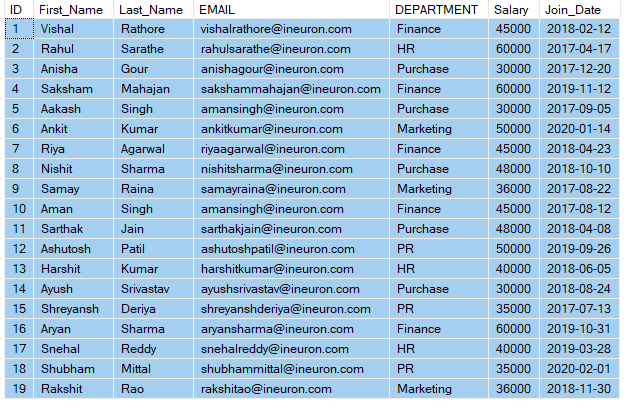 ID First_Name Last_Name EMAIL DEPARTMENT Salary Join_Date
1 Vishal Rathore vishalrathore@ineuron.com Finance 45000 2018-02-12
2 Rahul Sarathe rahulsarathe@ineuron.com HR 60000 2017-04-17
3 Anisha Gour anishagour@ineuron.com Purchase 30000 2017-12-20
4 Saksham Mahajan sakshammahajan@ineuron.com Finance 60000 2019-11-12
5 Aakash Singh amansingh@ineuron.com Purchase 30000 2017-09-05
6 Ankit Kumar ankitkumar@ineuron.com Marketing 50000 2020-01-14
7 Riya Agarwal riyaagarwal@ineuron.com Finance 45000 2018-04-23
8 Nishit Sharma nishitsharma@ineuron.com Purchase 48000 2018-10-10
9 Samay Raina samayraina@ineuron.com Marketing 36000 2017-08-22
10 Aman Singh amansingh@ineuron.com Finance 45000 2017-08-12
11 Sarthak Jain sarthakjain@ineuron.com Purchase 48000 2018-04-08
12 Ashutosh Patil ashutoshpatil@ineuron.com PR 50000 2019-09-26
13 Harshit Kumar harshitkumar@ineuron.com HR 40000 2018-06-05
14 Ayush Srivastav ayushsrivastav@ineuron.com Purchase 30000 2018-08-24
15 Shreyansh Deriya shreyanshderiya@ineuron.com PR 35000 2017-07-13
16 Aryan Sharma aryansharma@ineuron.com Finance 60000 2019-10-31
17 Snehal Reddy snehalreddy@ineuron.com HR 40000 2019-03-28
18 Shubham Mittal shubhammittal@ineuron.com PR 35000 2020-02-01
19 Rakshit Rao rakshitao@ineuron.com Marketing 36000 2018-11-30